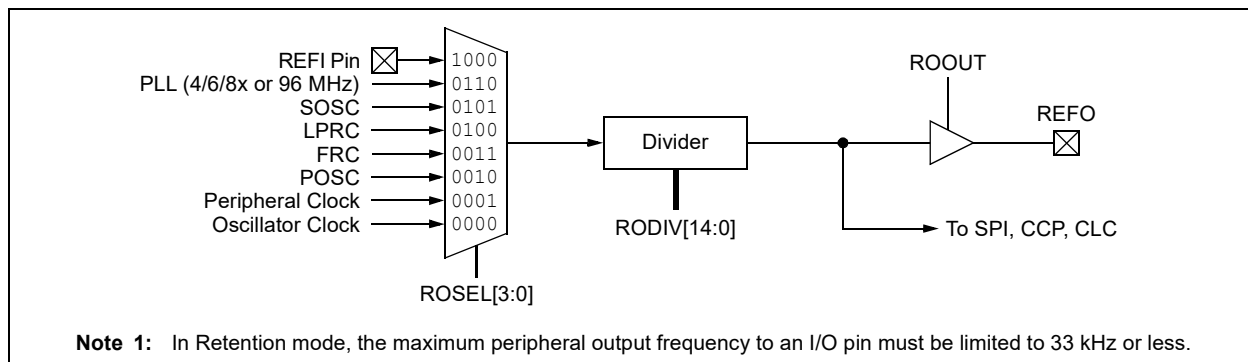 REFI Pin
1000
PLL (4/6/8x or 96 MHz)
0110
SOSC
0101
LPRC
0100
FRC
0011
POSC
0010
Peripheral Clock
0001
Oscillator Clock
0000
ROSEL[3:0]
Divider
RODIV[14:0]
ROOUT
REFO
To SPI, CCP, CLC
Note 1: In Retention mode, the maximum peripheral output frequency to an I/O pin must be limited to 33 kHz or less.